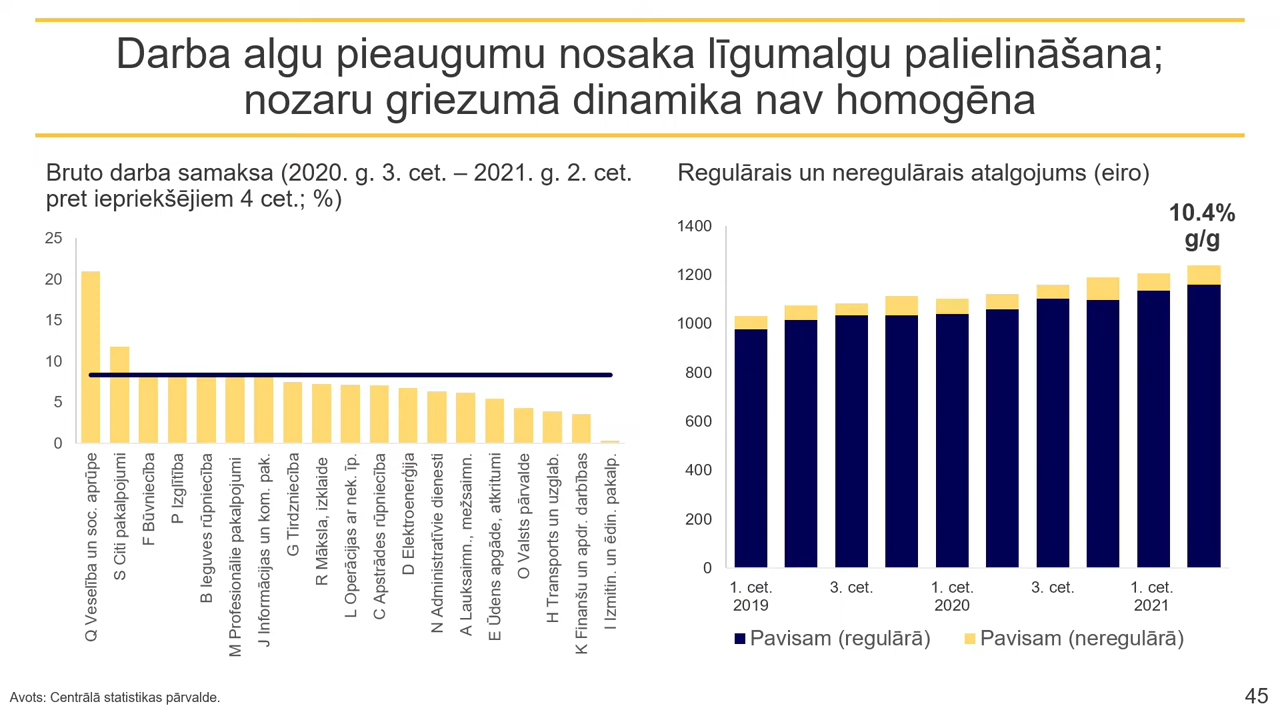 Darba algu pieaugumu nosaka līgumalgu palielināšana;
nozaru griezumā dinamika nav homogēna
Bruto darba samaksa (2020. g. 3. cet. – 2021. g. 2. cet.
pret iepriekšējiem 4 cet.; %)
25
20
15
10
5
0
Q Veselība un soc. aprūpe
S Citi pakalpojumi
F Būvniecība
P Izglītība
B Ieguves rūpniecība
M Profesionālie pakalpojumi
J Informācijas un kom. pak.
G Tirdzniecība
R Māksla, izklaide
L Operācijas ar nek. īp.
C Apstrādes rūpniecība
D Elektroenerģija
N Administratīvie dienesti
A Lauksaimn., mežsaimn.
E Ūdens apgāde, atkritumi
O Valsts pārvalde
H Transports un uzglab.
K Finanšu un apdr. darbības
I Izmitin. un ēdin. pakalp.
Regulārais un neregulārais atalgojums (eiro)
10.4%
g/g
1400
1200
1000
800
600
400
200
0
1. cet.
2019
3. cet.
1. cet.
2020
3. cet.
1. cet.
2021
Pavisam (regulārā)
Pavisam (neregulārā)
Avots: Centrālā statistikas pārvalde.
45